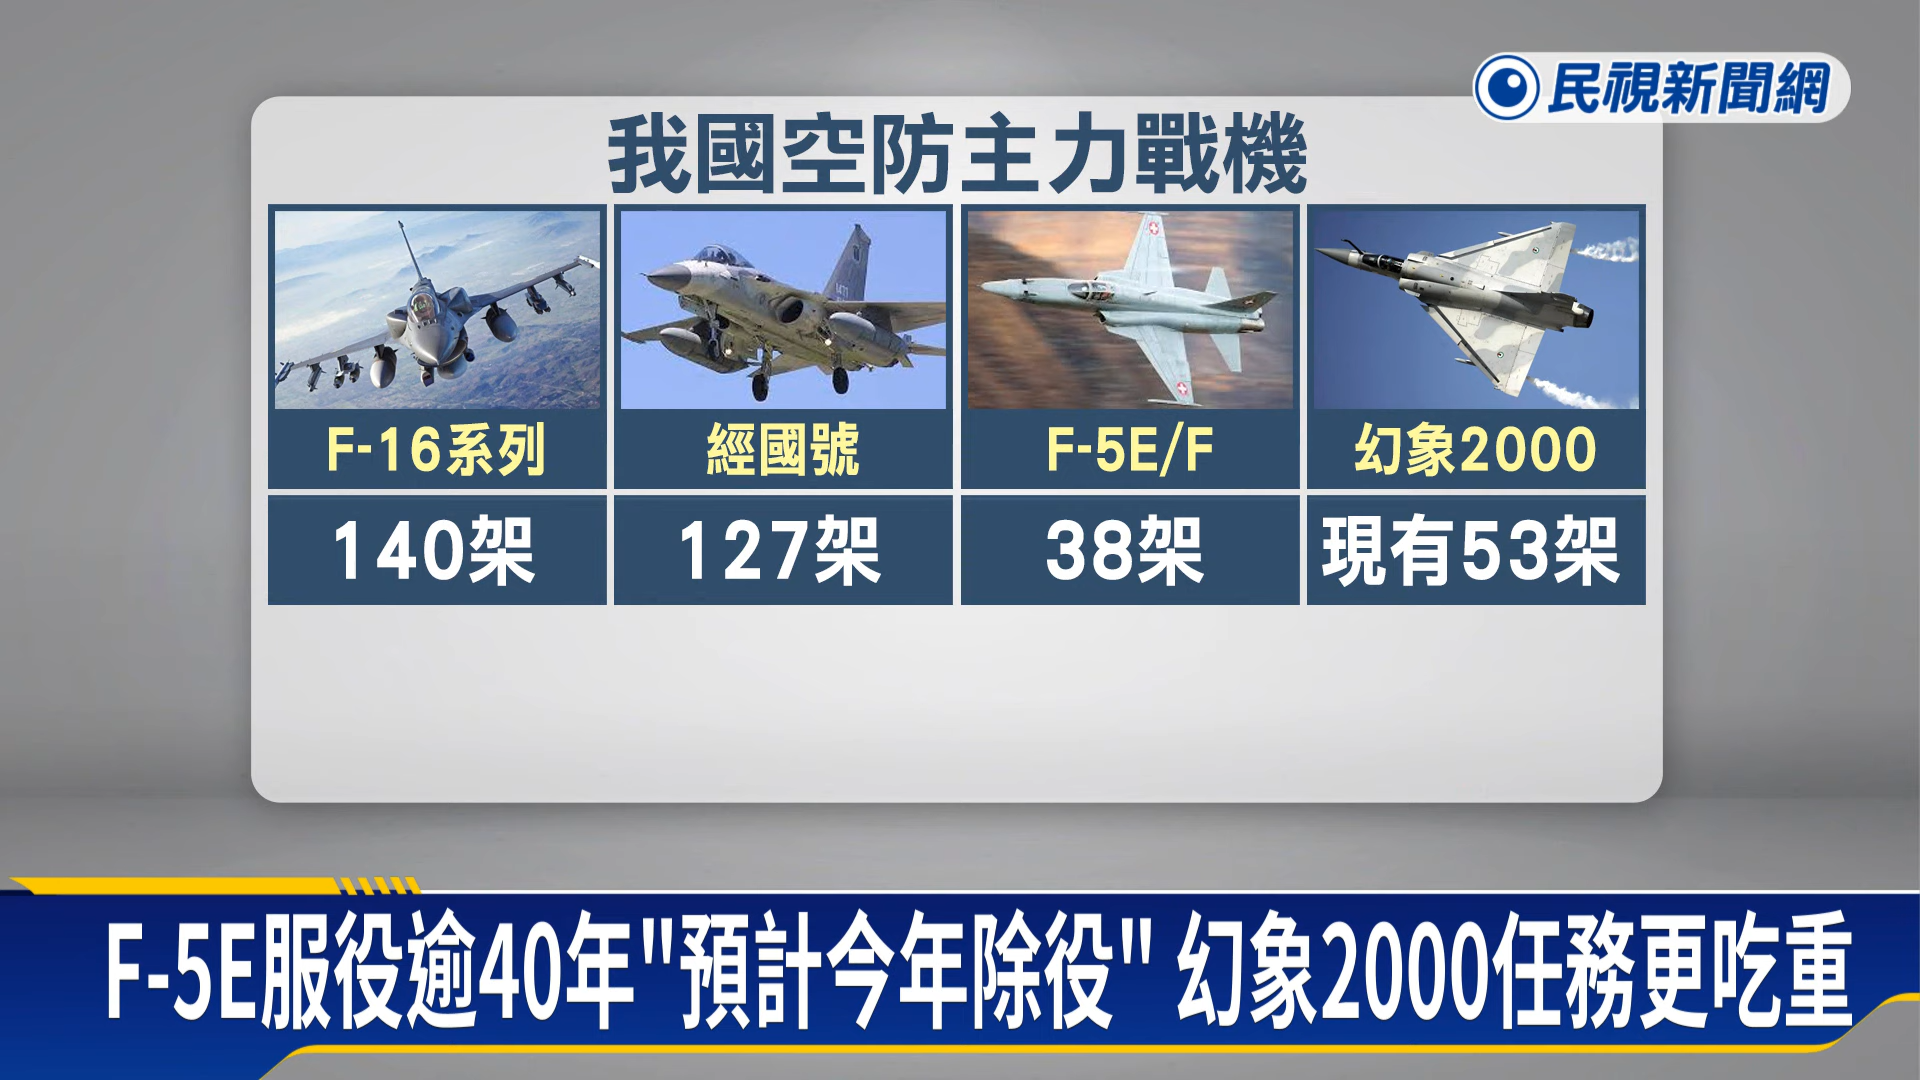 民視新聞網
我國空防主力戰機
F-16系列
經國號
F-5E/F
幻象2000
140架
127架
38架
現有53架
F-5E服役逾40年"預計今年除役" 幻象2000任務更吃重